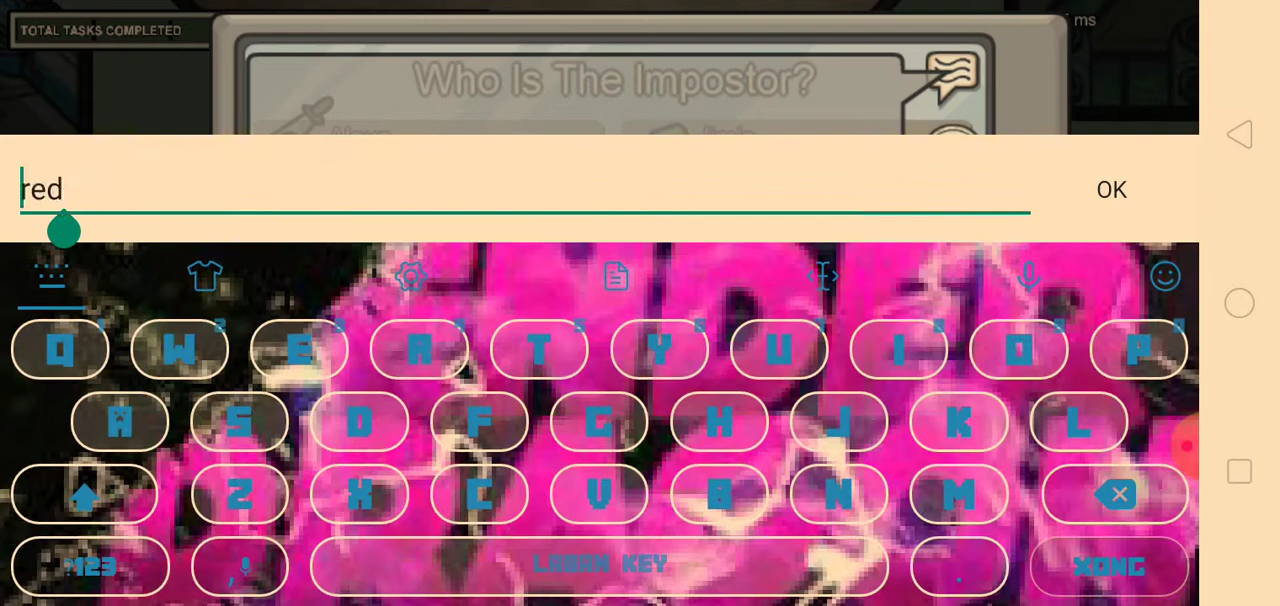 TOTAL TASKS COMPLETED
ms
Who Is The Impostor?
red
OK
Q W E R T Y U I O P
A S D F G H J K L
Z X C V B N M
?123
,
LABAN KEY
.
XONG